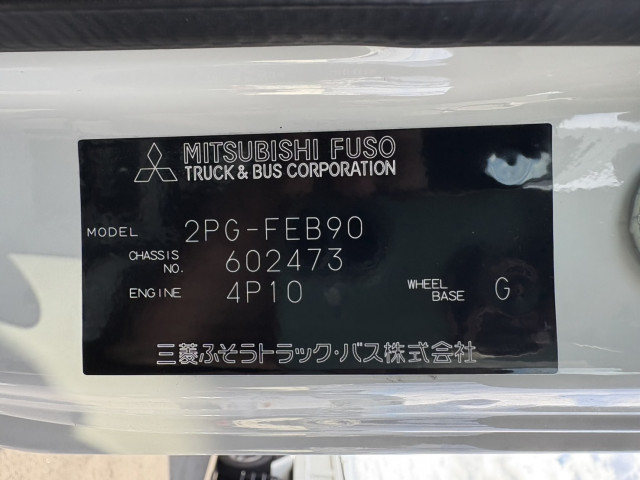 MITSUBISHI FUSO
TRUCK & BUS CORPORATION
MODEL 2PG-FEB90
CHASSIS NO. 602473
ENGINE 4P10 WHEEL BASE G
三菱ふそうトラック・バス株式会社